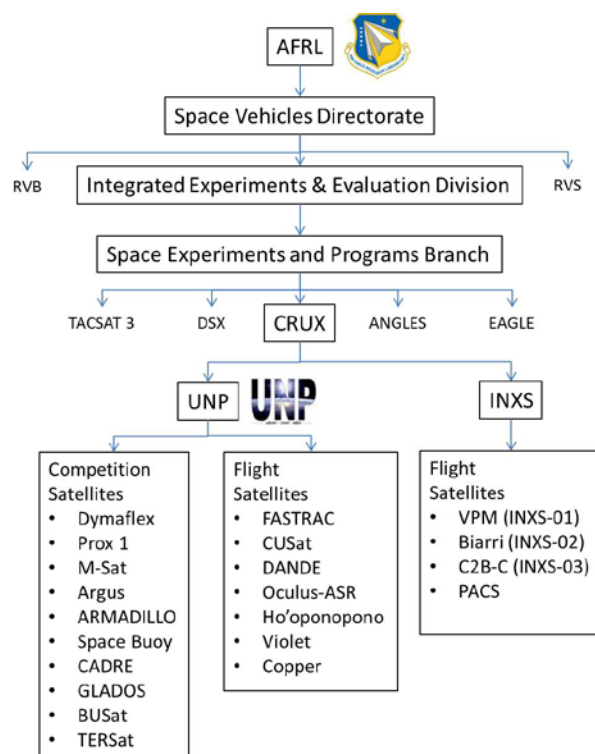 AFRL
Space Vehicles Directorate
RVB
Integrated Experiments & Evaluation Division
RVS
Space Experiments and Programs Branch
TACSAT 3
DSX
CRUX
ANGLES
EAGLE
UNP
UNP
INXS
Competition
Satellites
• Dymaflex
• Prox 1
• M-Sat
• Argus
• ARMADILLO
• Space Buoy
• CADRE
• GLADOS
• BUSat
• TERSat
Flight
Satellites
• FASTRAC
• CUSat
• DANDE
• Oculus-ASR
• Ho'oponopono
• Violet
• Copper
Flight
Satellites
• VPM (INXS-01)
• Biarri (INXS-02)
• C2B-C (INXS-03)
• PACS